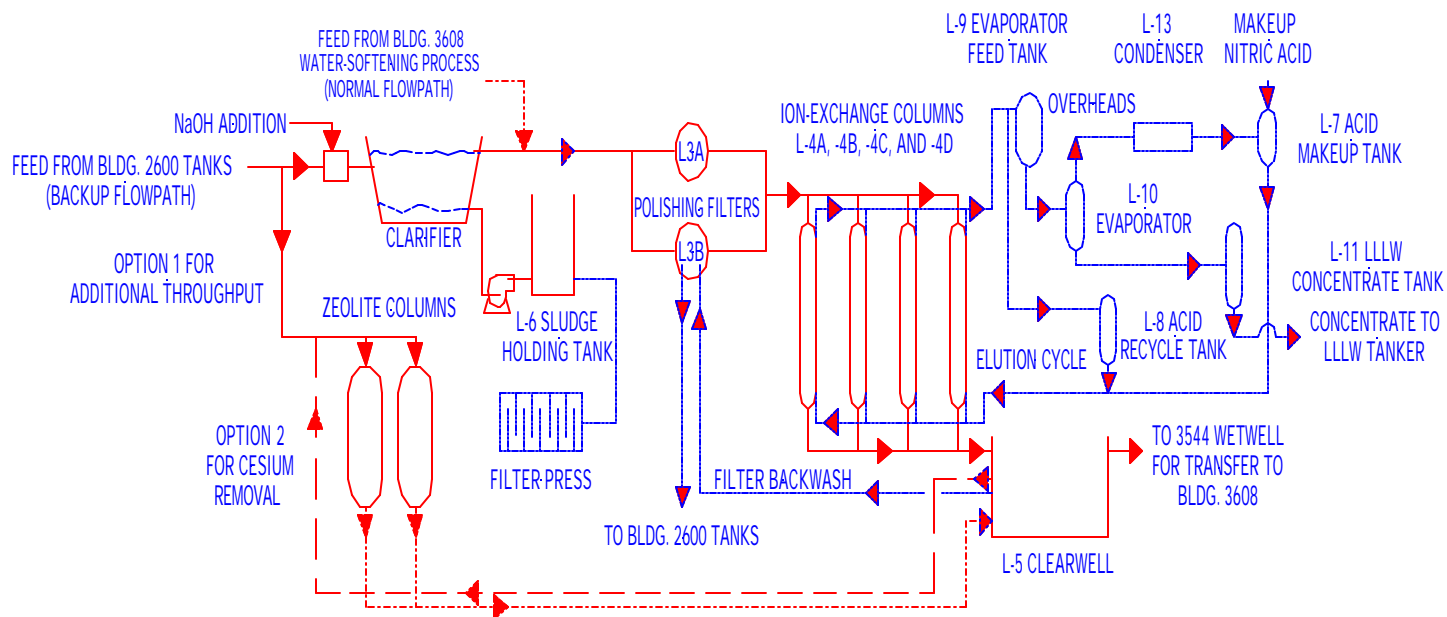 FEED FROM BLDG. 3608
WATER-SOFTENING PROCESS
(NORMAL FLOWPATH)
L-9 EVAPORATOR
FEED TANK
L-13
CONDENSER
MAKEUP
NITRIC ACID
NaOH ADDITION
FEED FROM BLDG. 2600 TANKS
(BACKUP FLOWPATH)
CLARIFIER
L3A
POLISHING FILTERS
L3B
ION-EXCHANGE COLUMNS
L-4A, -4B, -4C, AND -4D
OVERHEADS
L-7 ACID
MAKEUP TANK
L-10
EVAPORATOR
L-11 LLLW
CONCENTRATE TANK
CONCENTRATE TO
LLLW TANKER
OPTION 1 FOR
ADDITIONAL THROUGHPUT
ZEOLITE COLUMNS
L-6 SLUDGE
HOLDING TANK
L-8 ACID
RECYCLE TANK
ELUTION CYCLE
OPTION 2
FOR CESIUM
REMOVAL
FILTER-PRESS
FILTER BACKWASH
TO 3544 WETWELL
FOR TRANSFER TO
BLDG. 3608
TO BLDG. 2600 TANKS
L-5 CLEARWELL